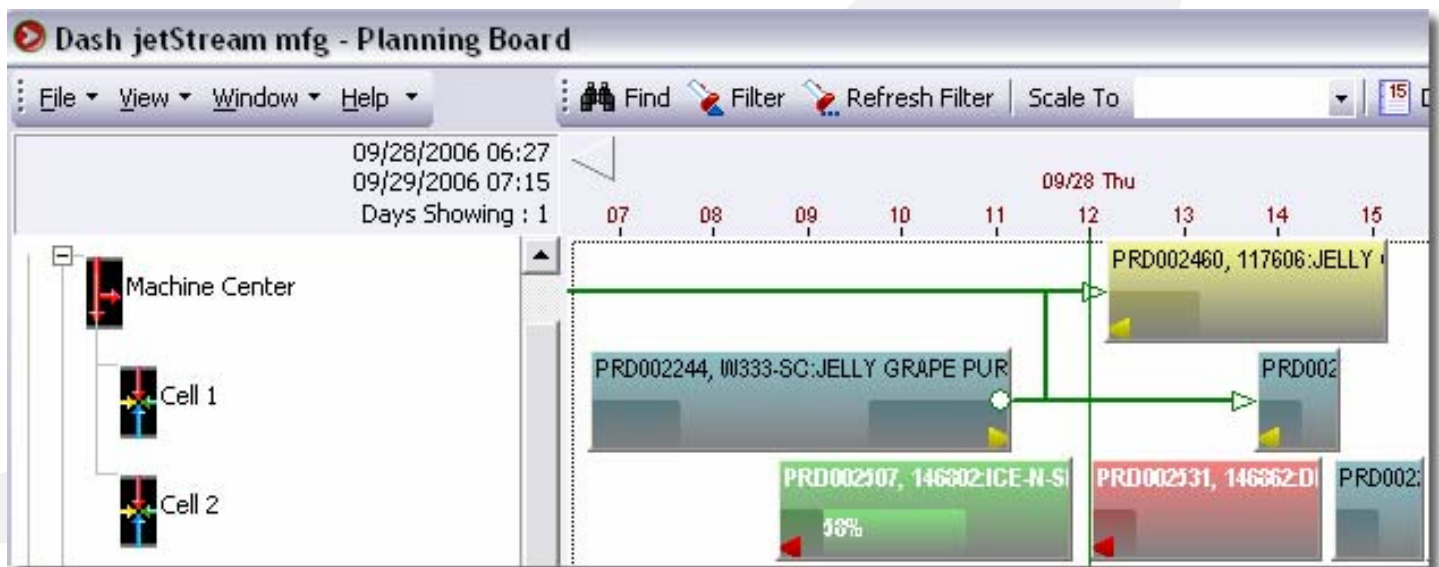 Dash jetStream mfg - Planning Board
File View Window Help Find Filter Refresh Filter Scale To 15
09/28/2006 06:27
09/29/2006 07:15
Days Showing : 1
09/28 Thu
07 08 09 10 11 12 13 14 15
Machine Center
PRD002460, 117606:JELLY
Cell 1
PRD002244, W333-SC:JELLY GRAPE PUR
PRD002
Cell 2
PRD002507, 146802:ICE-N-S
PRD002531, 146862:D
PRD002
56%